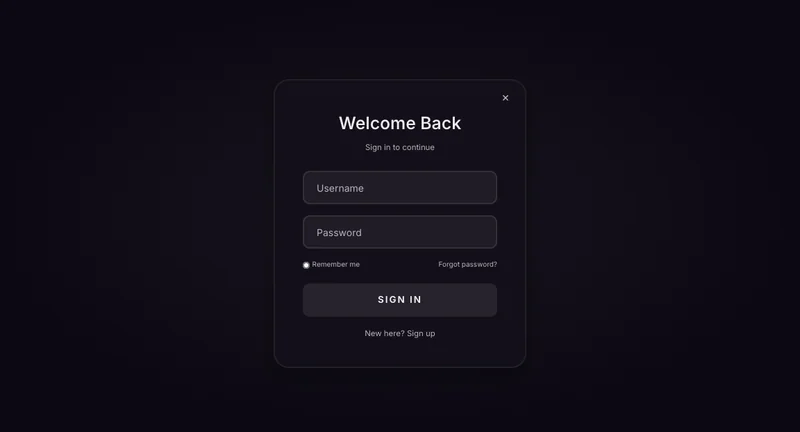 Welcome Back
Sign in to continue
Username
Password
Remember me
Forgot password?
SIGN IN
New here? Sign up